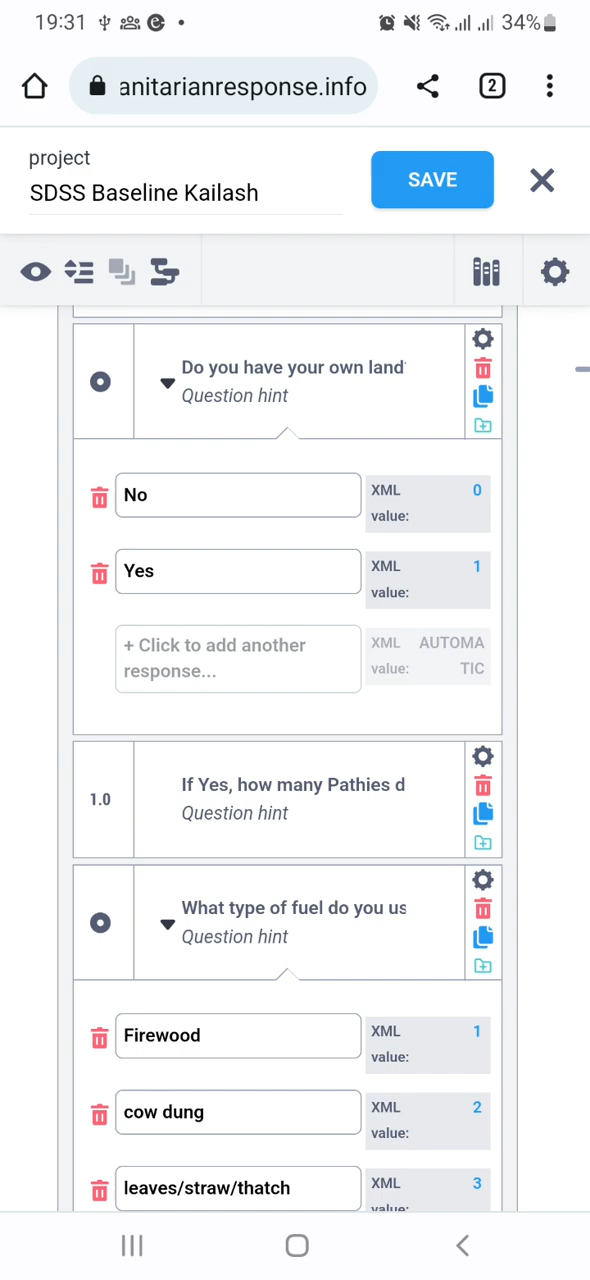 19:31
34%
anitarianresponse.info
2
project
SDSS Baseline Kailash
SAVE
Do you have your own land
Question hint
No
XML value: 0
Yes
XML value: 1
+ Click to add another response...
XML value: AUTOMATIC
1.0
If Yes, how many Pathies d
Question hint
What type of fuel do you us
Question hint
Firewood
XML value: 1
cow dung
XML value: 2
leaves/straw/thatch
XML value: 3